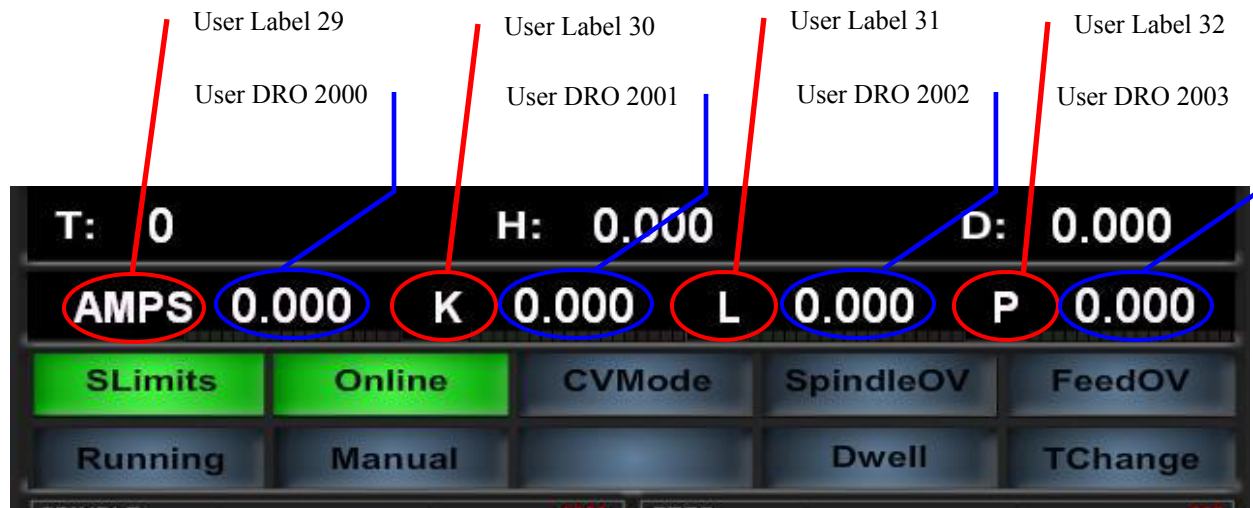 User Label 29 User Label 30 User Label 31 User Label 32
User DRO 2000 User DRO 2001 User DRO 2002 User DRO 2003
T: 0 H: 0.000 D: 0.000
AMPS 0.000 K 0.000 L 0.000 P 0.000
SLimits Online CVMode SpindleOV FeedOV
Running Manual Dwell TChange